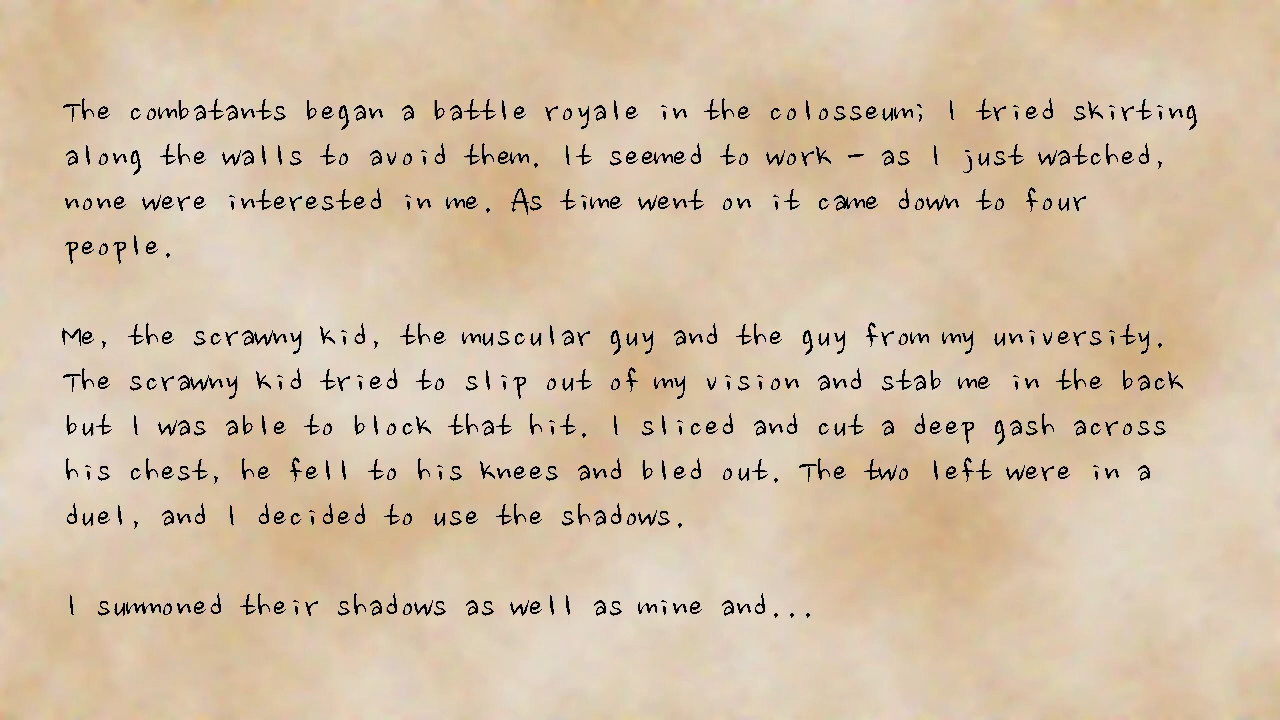 The combatants began a battle royale in the colosseum; I tried skirting
along the walls to avoid them. It seemed to work - as I just watched,
none were interested in me. As time went on it came down to four
people.
Me, the scrawny kid, the muscular guy and the guy from my university.
The scrawny kid tried to slip out of my vision and stab me in the back
but I was able to block that hit. I sliced and cut a deep gash across
his chest, he fell to his knees and bled out. The two left were in a
duel, and I decided to use the shadows.
I summoned their shadows as well as mine and...